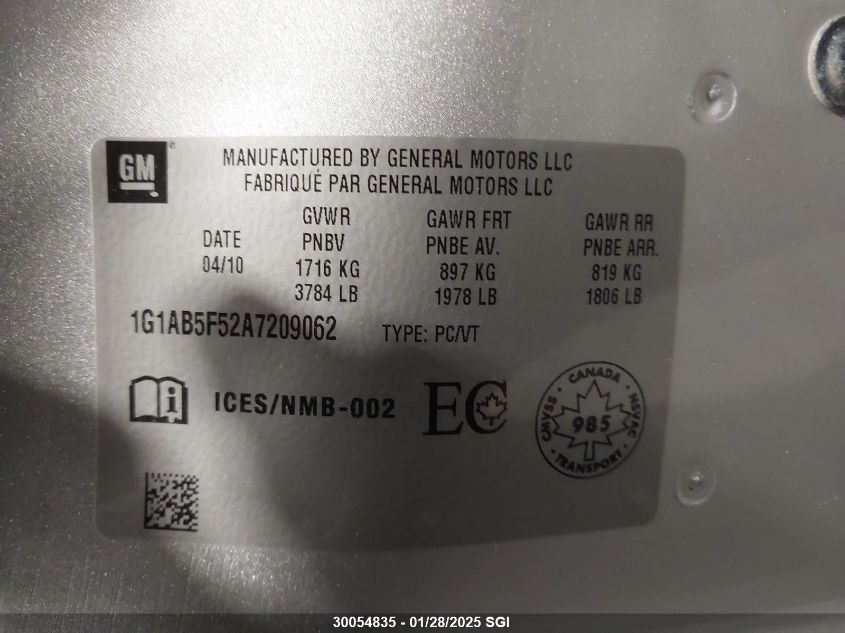 GM®
MANUFACTURED BY GENERAL MOTORS LLC
FABRIQUÉ PAR GENERAL MOTORS LLC
DATE
04/10
GVWR
PNBV
1716 KG
3784 LB
GAWR FRT
PNBE AV.
897 KG
1978 LB
GAWR RR
PNBE ARR.
819 KG
1806 LB
1G1AB5F52A7209062 TYPE: PC/VT
i ICES/NMB-002 EC
CANADA
CMVSS 985 NSVAC
TRANSPORT
30054835 - 01/28/2025 SGI